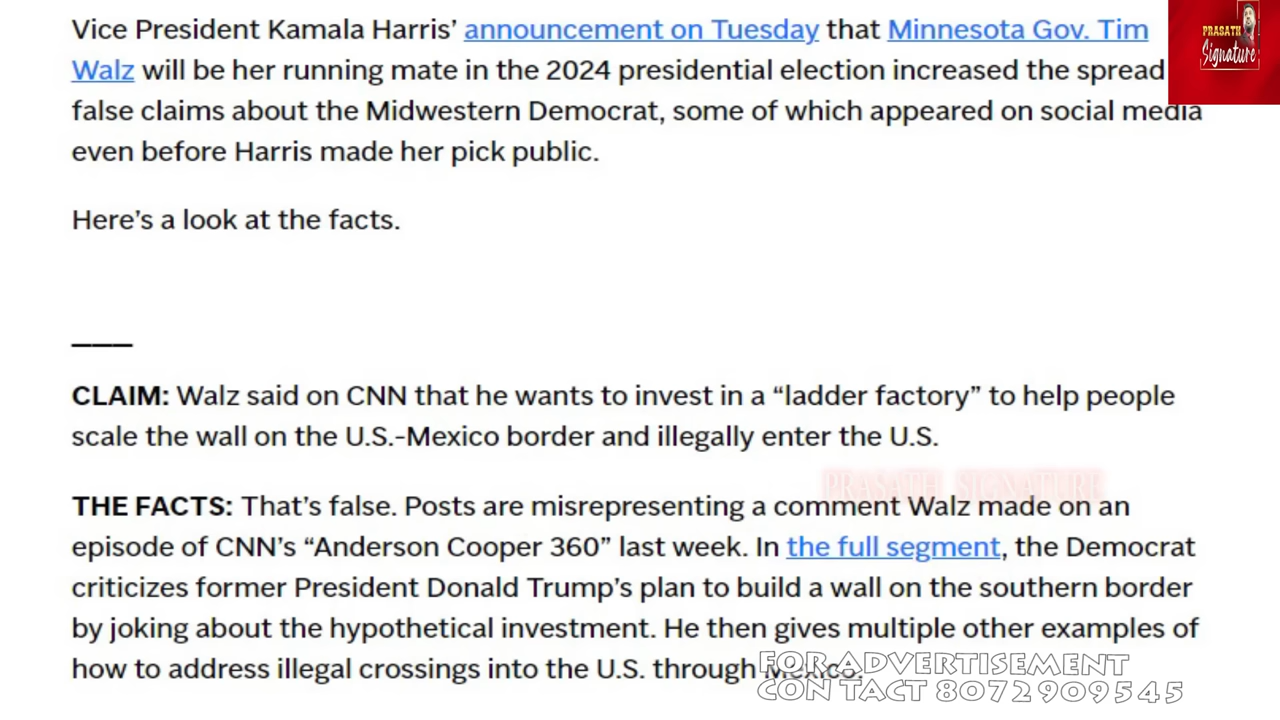 Vice President Kamala Harris’ announcement on Tuesday that Minnesota Gov. Tim
Walz will be her running mate in the 2024 presidential election increased the spread
false claims about the Midwestern Democrat, some of which appeared on social media
even before Harris made her pick public.
Here’s a look at the facts.
CLAIM: Walz said on CNN that he wants to invest in a “ladder factory” to help people
scale the wall on the U.S.-Mexico border and illegally enter the U.S.
THE FACTS: That’s false. Posts are misrepresenting a comment Walz made on an
episode of CNN’s “Anderson Cooper 360” last week. In the full segment, the Democrat
criticizes former President Donald Trump’s plan to build a wall on the southern border
by joking about the hypothetical investment. He then gives multiple other examples of
how to address illegal crossings into the U.S. through Mexico.
PRASATH
Signature
PRASATH SIGNATURE
FOR ADVERTISEMENT
CON TACT 8072909545